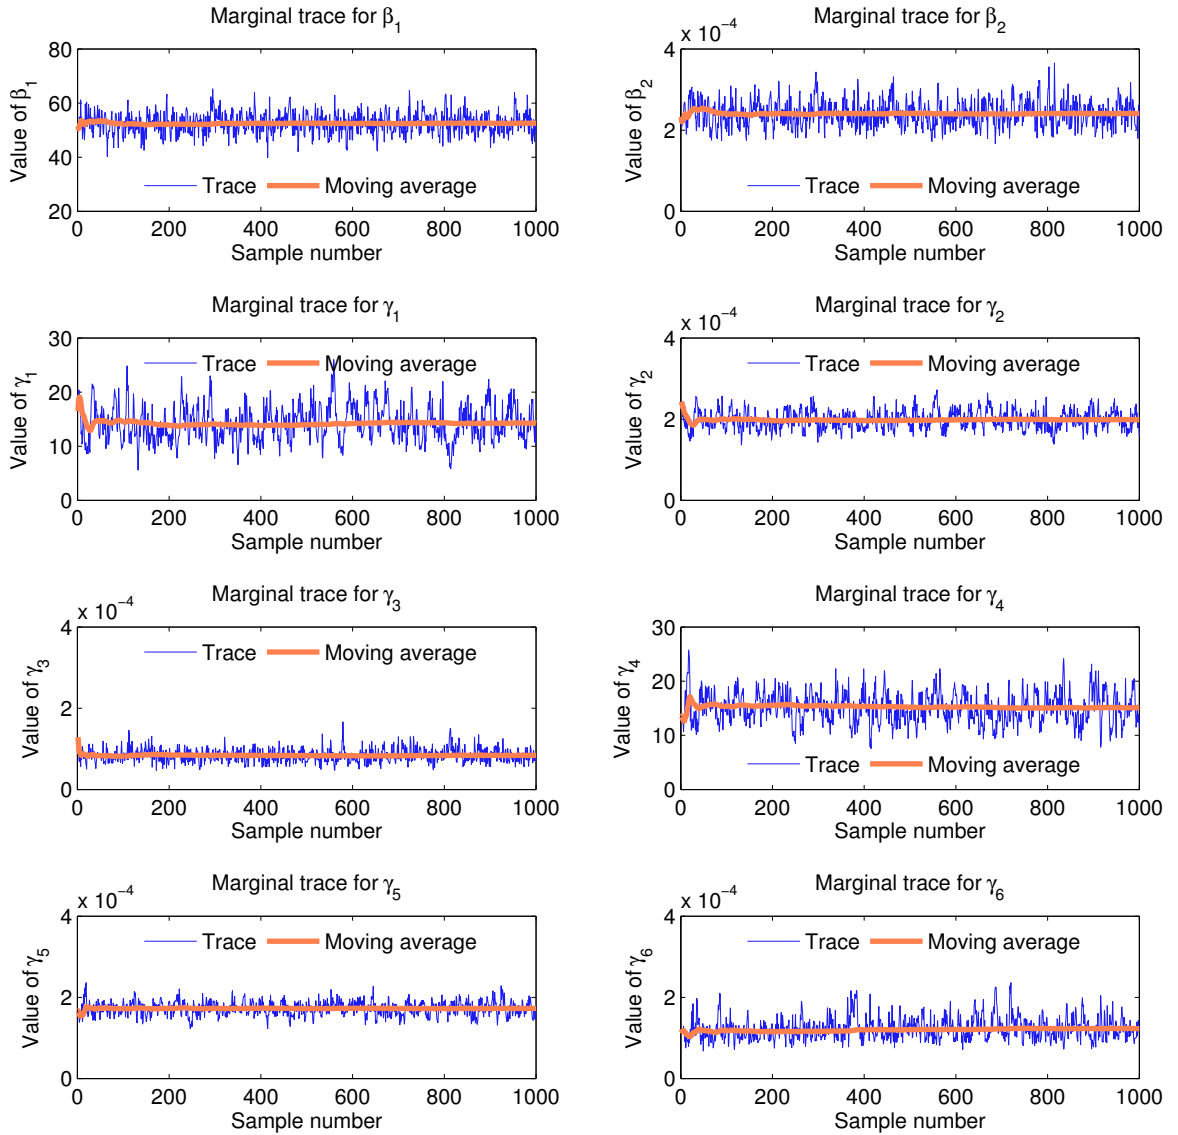 Marginal trace for β1
Value of β1
80
60
40
20
Trace Moving average
0 200 400 600 800 1000
Sample number
Marginal trace for β2
x 10−4
Value of β2
4
2
0
Trace Moving average
0 200 400 600 800 1000
Sample number
Marginal trace for γ1
Value of γ1
30
20
10
0
Trace Moving average
0 200 400 600 800 1000
Sample number
Marginal trace for γ2
x 10−4
Value of γ2
4
2
0
Trace Moving average
0 200 400 600 800 1000
Sample number
Marginal trace for γ3
x 10−4
Value of γ3
4
2
0
Trace Moving average
0 200 400 600 800 1000
Sample number
Marginal trace for γ4
Value of γ4
30
20
10
0
Trace Moving average
0 200 400 600 800 1000
Sample number
Marginal trace for γ5
x 10−4
Value of γ5
4
2
0
Trace Moving average
0 200 400 600 800 1000
Sample number
Marginal trace for γ6
x 10−4
Value of γ6
4
2
0
Trace Moving average
0 200 400 600 800 1000
Sample number